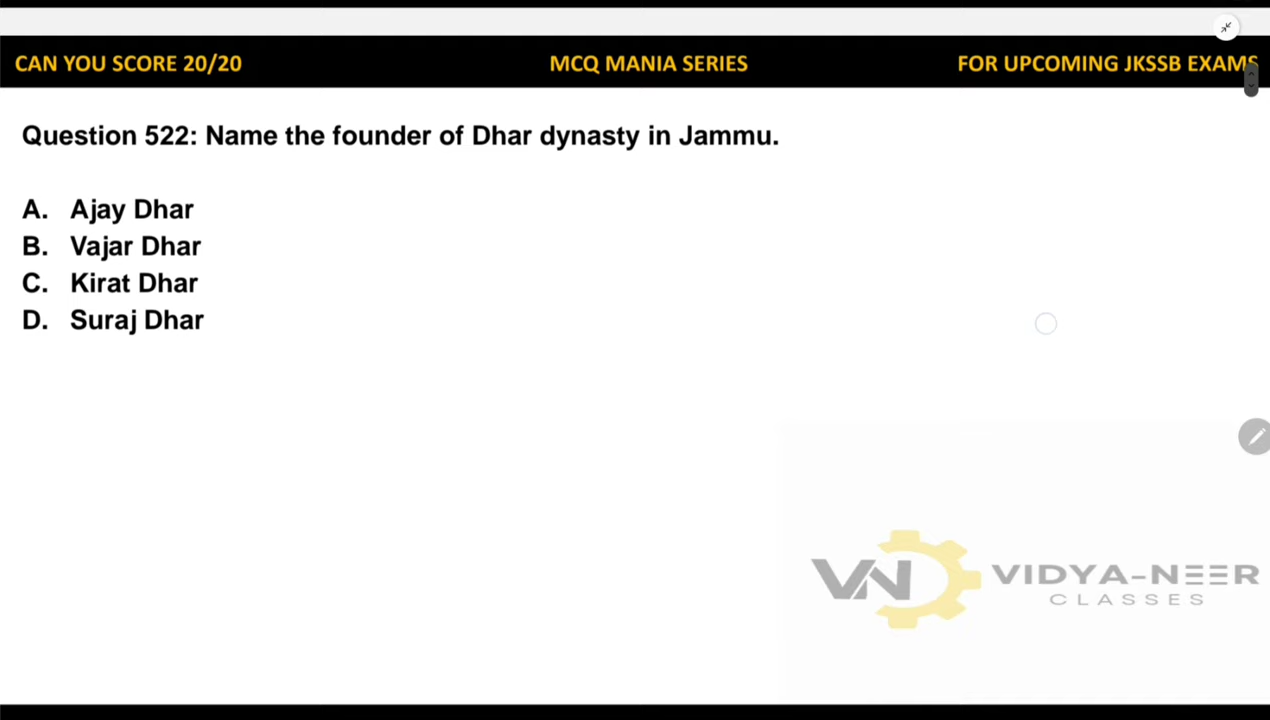 CAN YOU SCORE 20/20 MCQ MANIA SERIES FOR UPCOMING JKSSB EXAMS
Question 522: Name the founder of Dhar dynasty in Jammu.
A. Ajay Dhar
B. Vajar Dhar
C. Kirat Dhar
D. Suraj Dhar
VN VIDYA-NEER
CLASSES